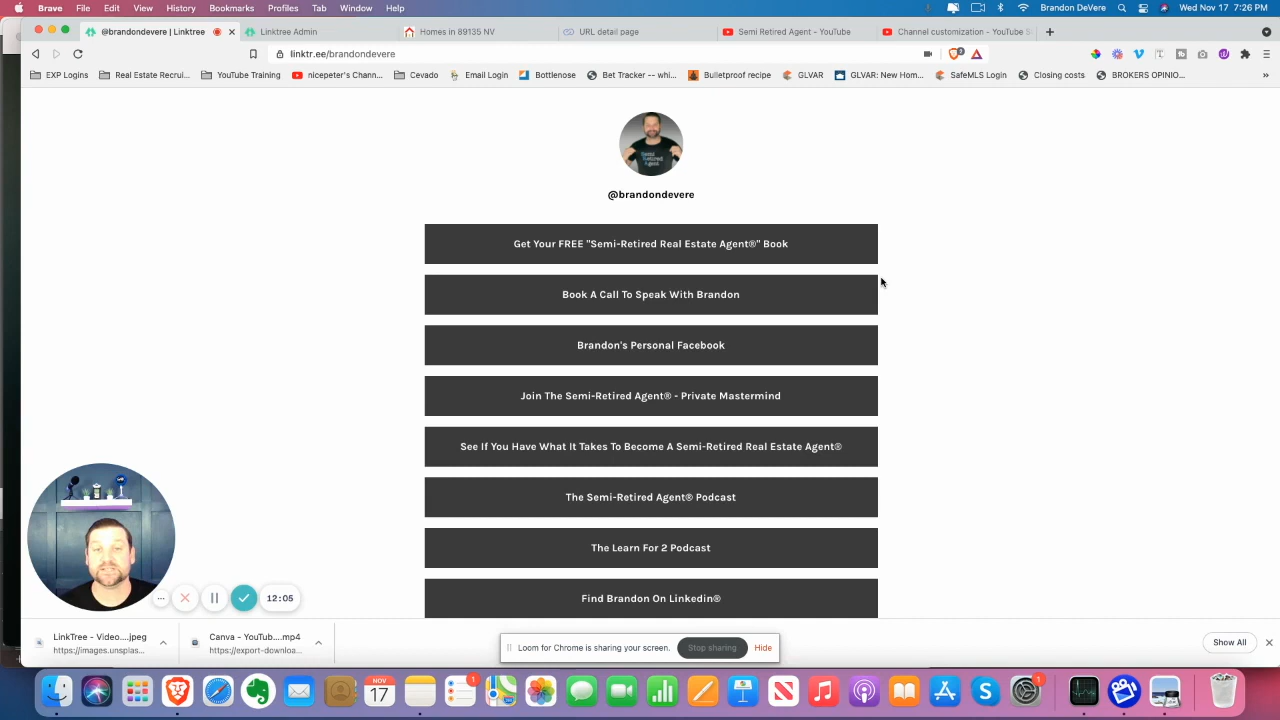 Brave File Edit View History Bookmarks Profiles Tab Window Help Brandon DeVere Wed Nov 17 7:26 PM
@brandondevere | Linktree Linktree Admin Homes in 89135 NV URL detail page Semi Retired Agent - YouTube Channel customization - YouTube S
linktr.ee/brandondevere
EXP Logins Real Estate Recrui... YouTube Training nicepeter's Chann... Cevado Email Login Bottlenose Bet Tracker -- whi... Bulletproof recipe GLVAR GLVAR: New Hom... SafeMLS Login Closing costs BROKERS OPINIO... »
Semi
Retired
Agent
@brandondevere
Get Your FREE "Semi-Retired Real Estate Agent®" Book
Book A Call To Speak With Brandon
Brandon's Personal Facebook
Join The Semi-Retired Agent® - Private Mastermind
See If You Have What It Takes To Become A Semi-Retired Real Estate Agent®
The Semi-Retired Agent® Podcast
The Learn For 2 Podcast
Find Brandon On Linkedin®
12:05
LinkTree - Video....jpeg
https://images.unsplas...
Canva - YouTub....mp4
https://export-downloa...
Loom for Chrome is sharing your screen. Stop sharing Hide
Show All
NOV
17
1
1